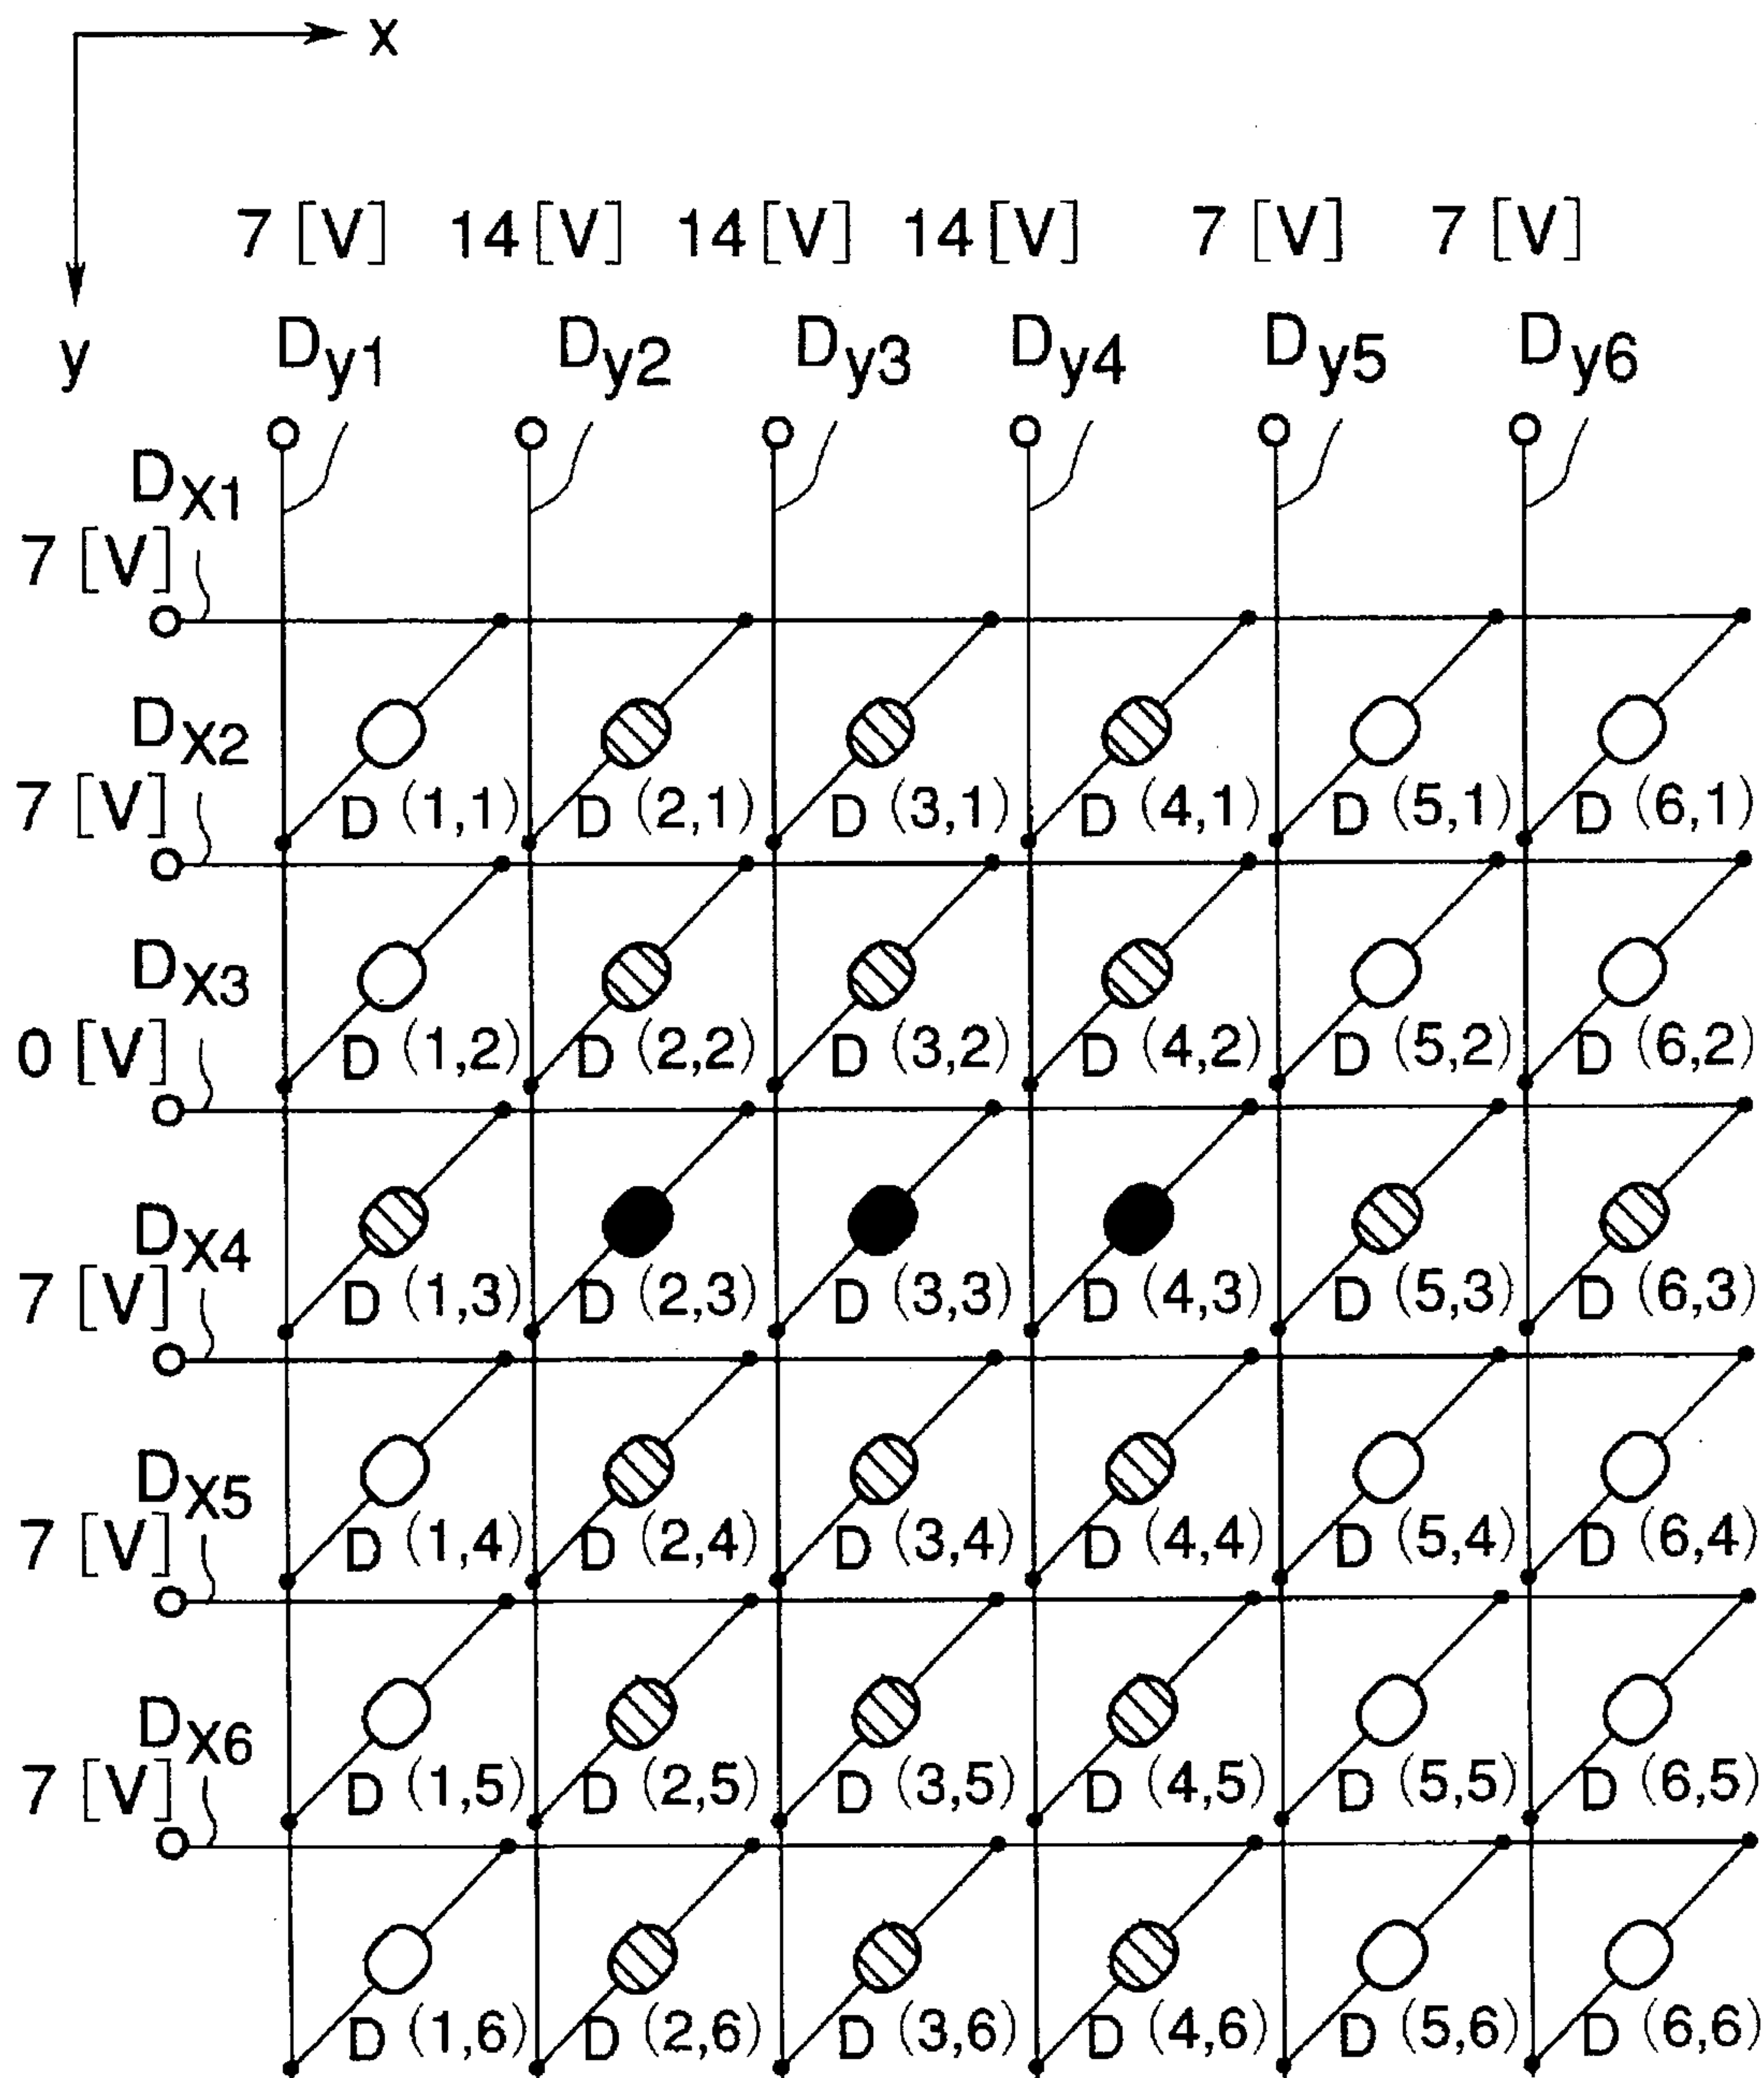 x
y
7 [V] 14 [V] 14 [V] 14 [V] 7 [V] 7 [V]
Dy1 Dy2 Dy3 Dy4 Dy5 Dy6
DX1
7 [V]
DX2
7 [V]
D (1,1) D (2,1) D (3,1) D (4,1) D (5,1) D (6,1)
DX3
0 [V]
D (1,2) D (2,2) D (3,2) D (4,2) D (5,2) D (6,2)
DX4
7 [V]
D (1,3) D (2,3) D (3,3) D (4,3) D (5,3) D (6,3)
DX5
7 [V]
D (1,4) D (2,4) D (3,4) D (4,4) D (5,4) D (6,4)
DX6
7 [V]
D (1,5) D (2,5) D (3,5) D (4,5) D (5,5) D (6,5)
D (1,6) D (2,6) D (3,6) D (4,6) D (5,6) D (6,6)